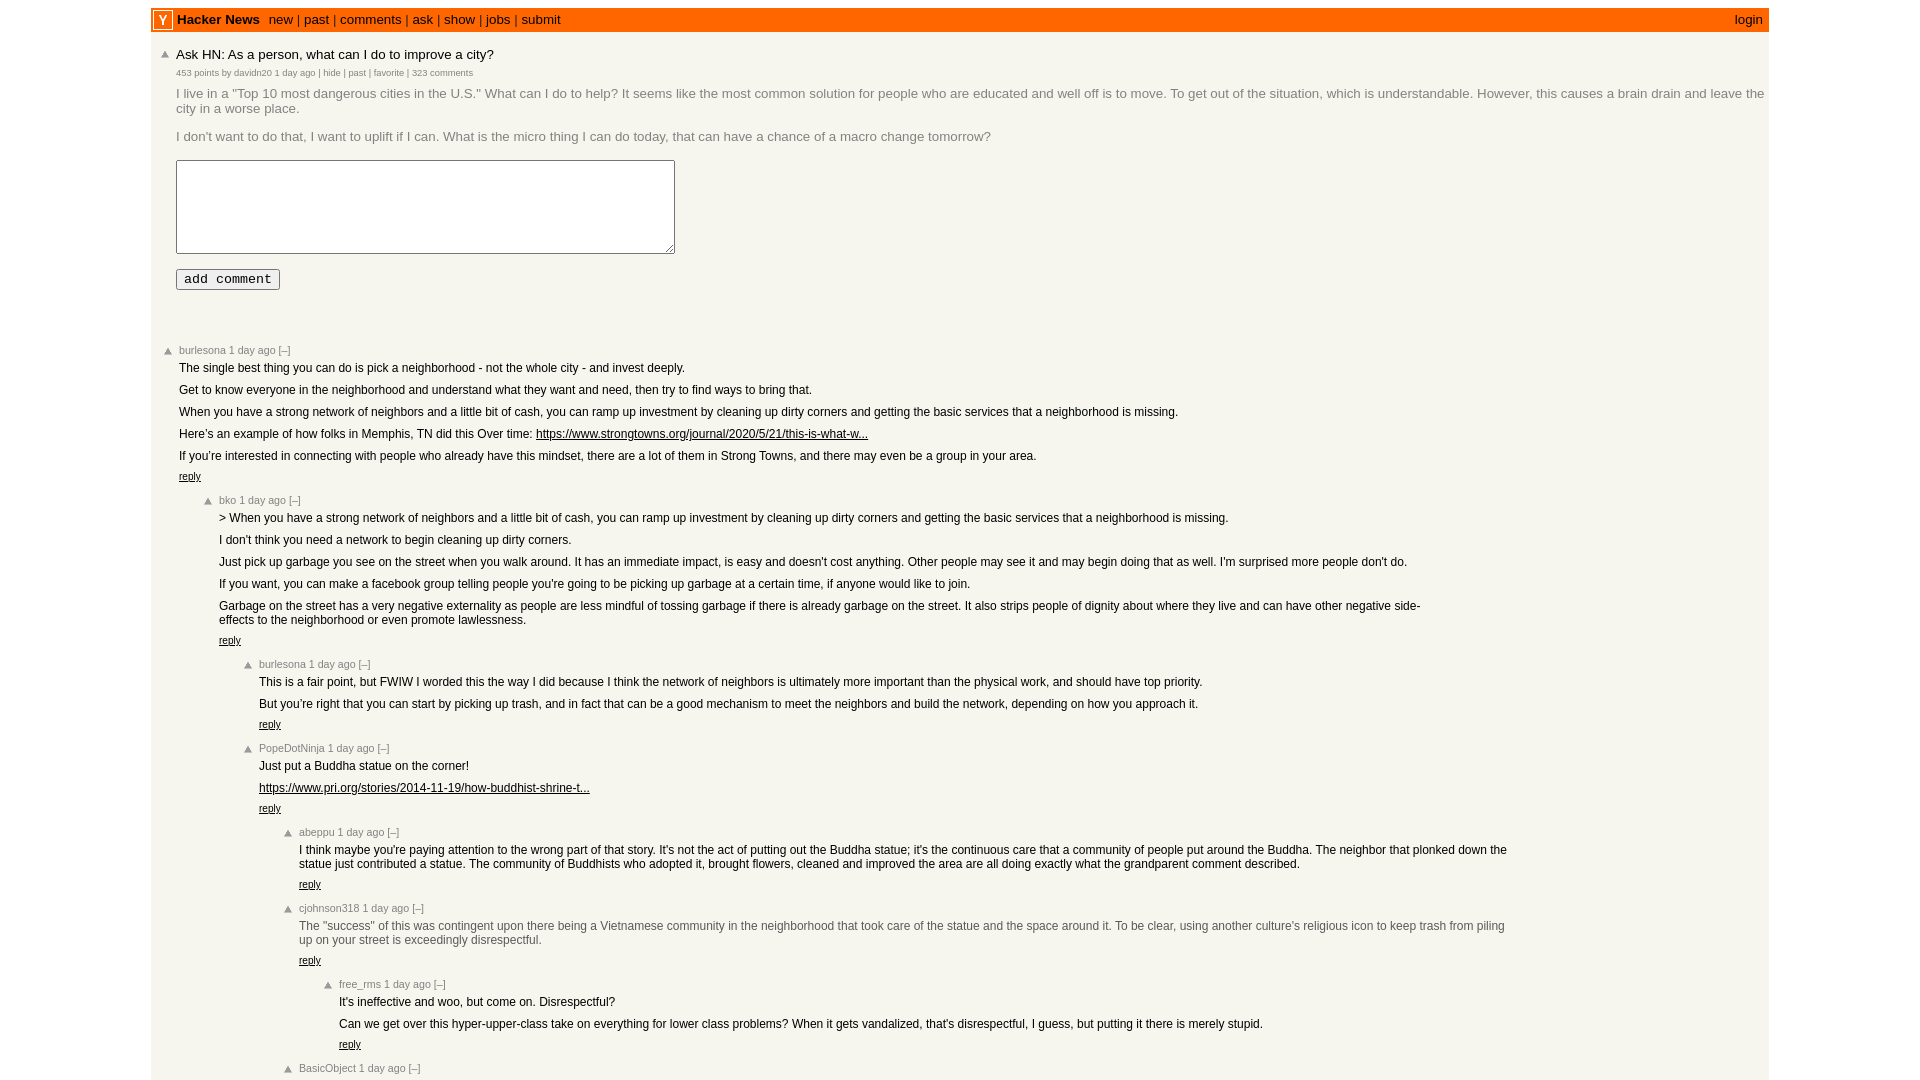 Y Hacker News new | past | comments | ask | show | jobs | submit login
Ask HN: As a person, what can I do to improve a city?
453 points by davidn20 1 day ago | hide | past | favorite | 323 comments
I live in a "Top 10 most dangerous cities in the U.S." What can I do to help? It seems like the most common solution for people who are educated and well off is to move. To get out of the situation, which is understandable. However, this causes a brain drain and leave the
city in a worse place.
I don't want to do that, I want to uplift if I can. What is the micro thing I can do today, that can have a chance of a macro change tomorrow?
add comment
burlesona 1 day ago [–]
The single best thing you can do is pick a neighborhood - not the whole city - and invest deeply.
Get to know everyone in the neighborhood and understand what they want and need, then try to find ways to bring that.
When you have a strong network of neighbors and a little bit of cash, you can ramp up investment by cleaning up dirty corners and getting the basic services that a neighborhood is missing.
Here’s an example of how folks in Memphis, TN did this Over time: https://www.strongtowns.org/journal/2020/5/21/this-is-what-w...
If you’re interested in connecting with people who already have this mindset, there are a lot of them in Strong Towns, and there may even be a group in your area.
reply
bko 1 day ago [–]
> When you have a strong network of neighbors and a little bit of cash, you can ramp up investment by cleaning up dirty corners and getting the basic services that a neighborhood is missing.
I don't think you need a network to begin cleaning up dirty corners.
Just pick up garbage you see on the street when you walk around. It has an immediate impact, is easy and doesn't cost anything. Other people may see it and may begin doing that as well. I'm surprised more people don't do.
If you want, you can make a facebook group telling people you're going to be picking up garbage at a certain time, if anyone would like to join.
Garbage on the street has a very negative externality as people are less mindful of tossing garbage if there is already garbage on the street. It also strips people of dignity about where they live and can have other negative side-
effects to the neighborhood or even promote lawlessness.
reply
burlesona 1 day ago [–]
This is a fair point, but FWIW I worded this the way I did because I think the network of neighbors is ultimately more important than the physical work, and should have top priority.
But you’re right that you can start by picking up trash, and in fact that can be a good mechanism to meet the neighbors and build the network, depending on how you approach it.
reply
PopeDotNinja 1 day ago [–]
Just put a Buddha statue on the corner!
https://www.pri.org/stories/2014-11-19/how-buddhist-shrine-t...
reply
abeppu 1 day ago [–]
I think maybe you're paying attention to the wrong part of that story. It's not the act of putting out the Buddha statue; it's the continuous care that a community of people put around the Buddha. The neighbor that plonked down the
statue just contributed a statue. The community of Buddhists who adopted it, brought flowers, cleaned and improved the area are all doing exactly what the grandparent comment described.
reply
cjohnson318 1 day ago [–]
The "success" of this was contingent upon there being a Vietnamese community in the neighborhood that took care of the statue and the space around it. To be clear, using another culture's religious icon to keep trash from piling
up on your street is exceedingly disrespectful.
reply
free_rms 1 day ago [–]
It's ineffective and woo, but come on. Disrespectful?
Can we get over this hyper-upper-class take on everything for lower class problems? When it gets vandalized, that's disrespectful, I guess, but putting it there is merely stupid.
reply
BasicObject 1 day ago [–]